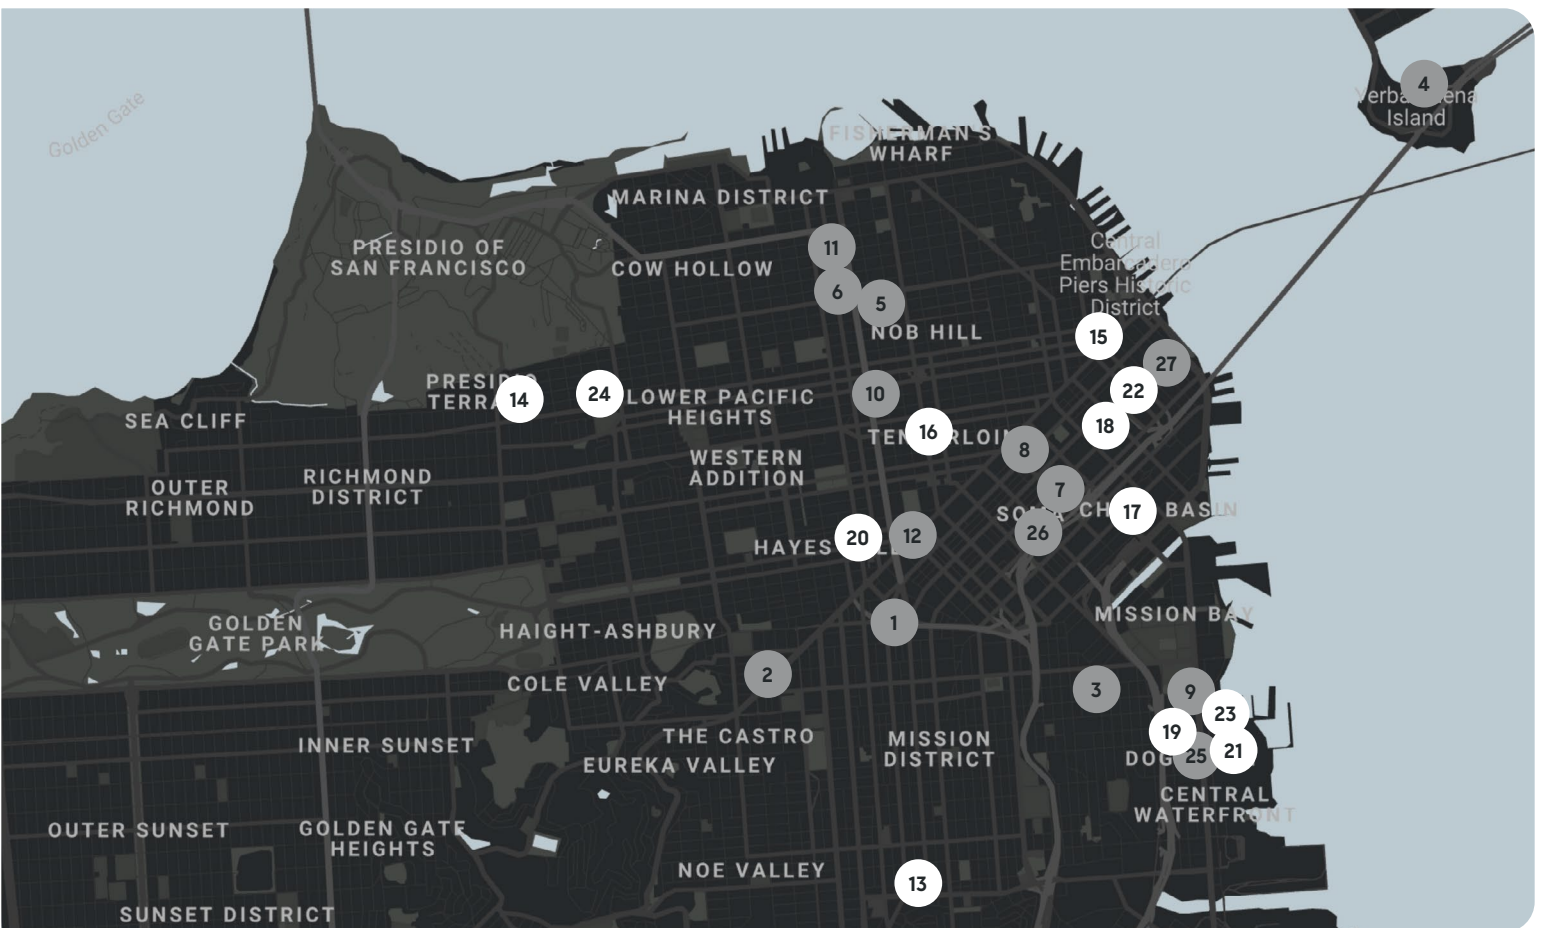 Golden Gate
4
Island
FISHERMAN'S
WHARF
MARINA DISTRICT
PRESIDIO OF
SAN FRANCISCO
11
COW HOLLOW
Central
Embarcadero
Piers Historic
District
6
5
NOB HILL
15
27
14
24
LOWER PACIFIC
HEIGHTS
10
22
SEA CLIFF
16
18
8
WESTERN
ADDITION
RICHMOND
DISTRICT
OUTER
RICHMOND
7
17
BASIN
26
HAYES
20
12
MISSION BAY
GOLDEN
GATE PARK
HAIGHT-ASHBURY
1
COLE VALLEY
2
3
9
23
19
THE CASTRO
MISSION
DISTRICT
INNER SUNSET
EUREKA VALLEY
25
21
CENTRAL
WATERFRONT
OUTER SUNSET
GOLDEN GATE
HEIGHTS
NOE VALLEY
13
SUNSET DISTRICT